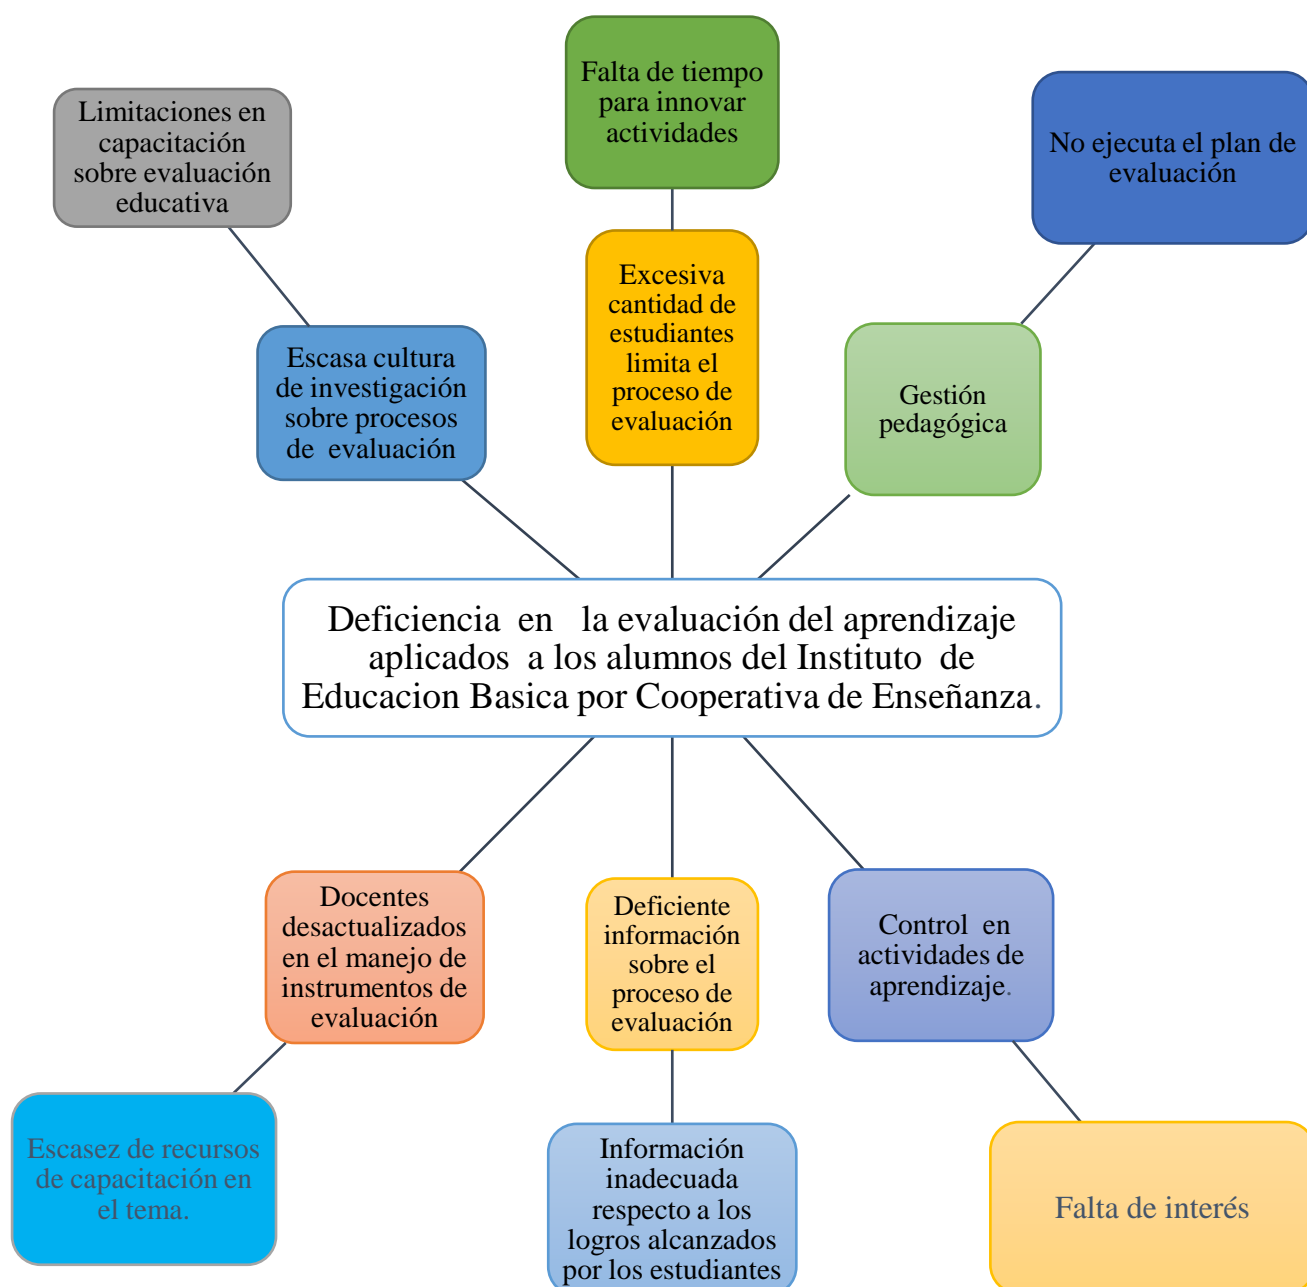 Falta de tiempo
para innovar
actividades
Limitaciones en
capacitación
sobre evaluación
educativa
No ejecuta el plan de
evaluación
Excesiva
cantidad de
estudiantes
limita el
proceso de
evaluación
Escasa cultura
de investigación
sobre procesos
de evaluación
Gestión
pedagógica
Deficiencia en la evaluación del aprendizaje
aplicados a los alumnos del Instituto de
Educacion Basica por Cooperativa de Enseñanza.
Docentes
desactualizados
en el manejo de
instrumentos de
evaluación
Deficiente
información
sobre el
proceso de
evaluación
Control en
actividades de
aprendizaje.
Escasez de recursos
de capacitación en
el tema.
Información
inadecuada
respecto a los
logros alcanzados
por los estudiantes
Falta de interés